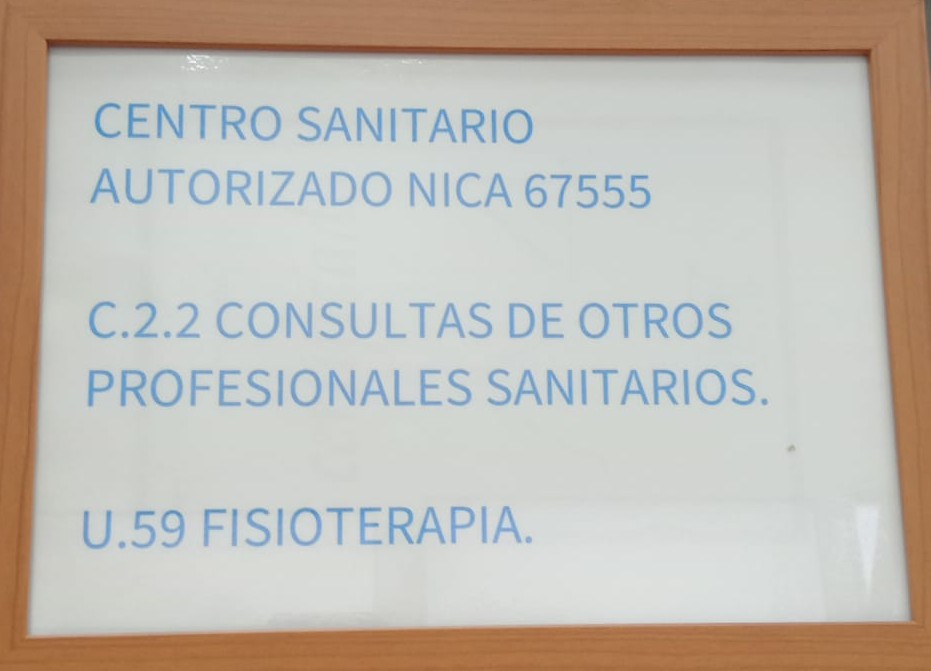 CENTRO SANITARIO
AUTORIZADO NICA 67555
C.2.2 CONSULTAS DE OTROS
PROFESIONALES SANITARIOS.
U.59 FISIOTERAPIA.